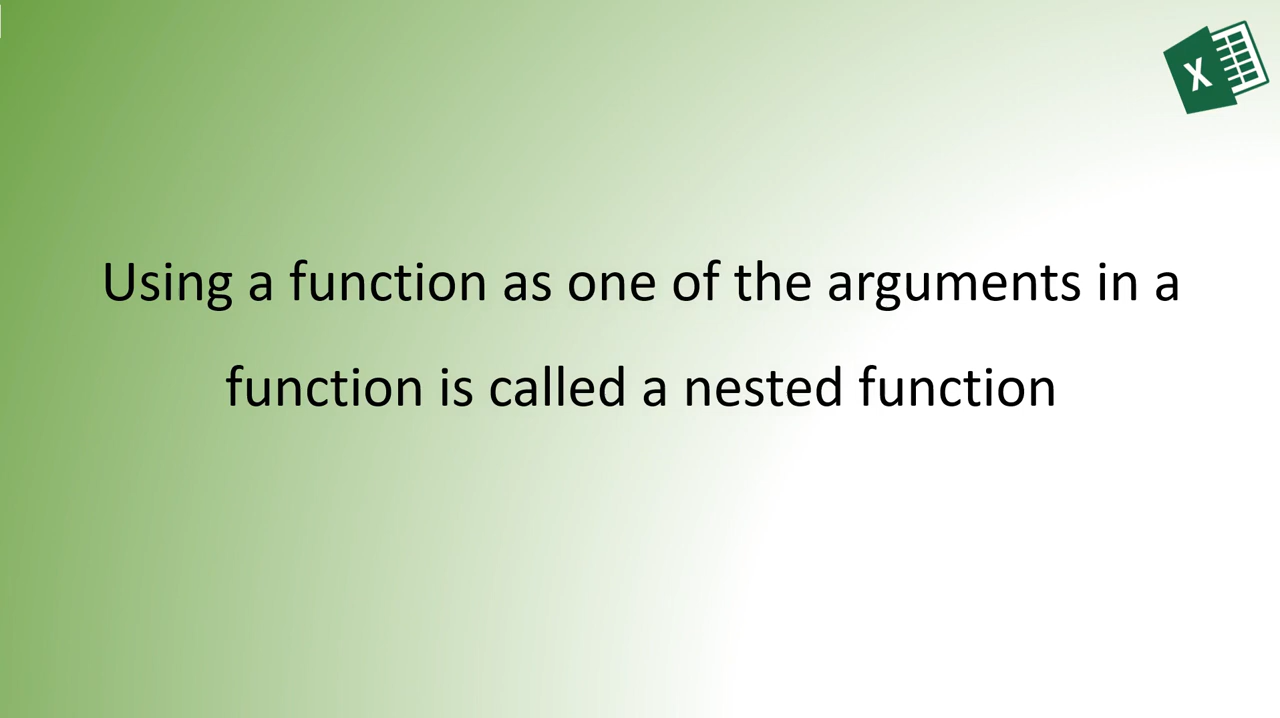 X
Using a function as one of the arguments in a
function is called a nested function